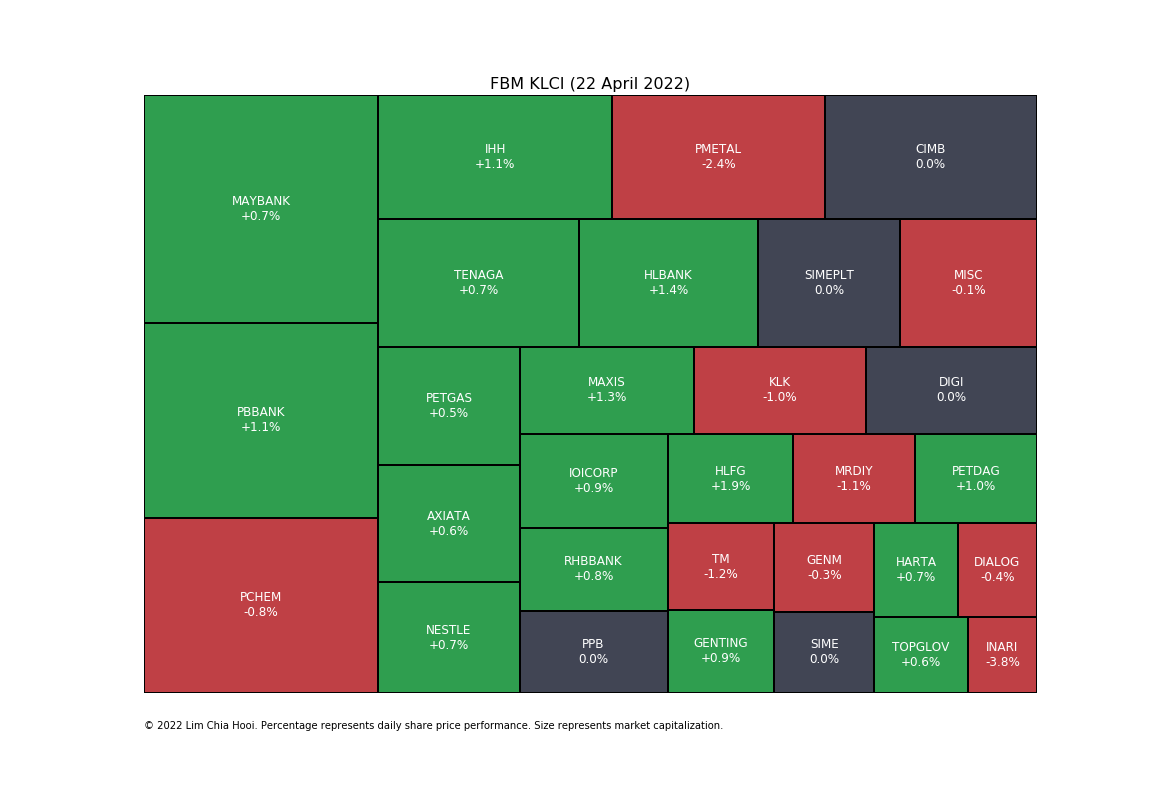 FBM KLCI (22 April 2022)
MAYBANK
+0.7%
IHH
+1.1%
PMETAL
-2.4%
CIMB
0.0%
TENAGA
+0.7%
HLBANK
+1.4%
SIMEPLT
0.0%
MISC
-0.1%
PBBANK
+1.1%
PETGAS
+0.5%
MAXIS
+1.3%
KLK
-1.0%
DIGI
0.0%
IOICORP
+0.9%
HLFG
+1.9%
MRDIY
-1.1%
PETDAG
+1.0%
AXIATA
+0.6%
RHBBANK
+0.8%
TM
-1.2%
GENM
-0.3%
HARTA
+0.7%
DIALOG
-0.4%
PCHEM
-0.8%
NESTLE
+0.7%
PPB
0.0%
GENTING
+0.9%
SIME
0.0%
TOPGLOV
+0.6%
INARI
-3.8%
© 2022 Lim Chia Hooi. Percentage represents daily share price performance. Size represents market capitalization.